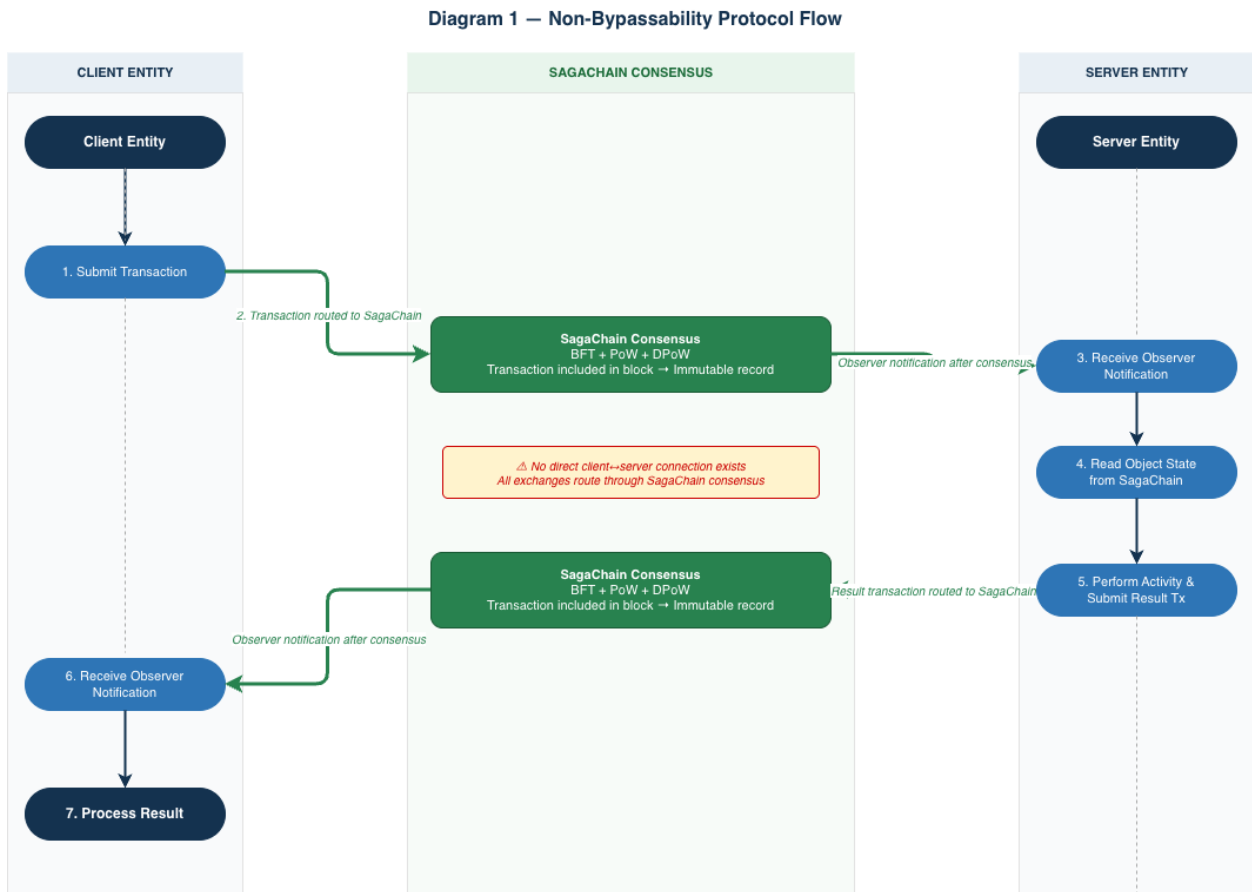 Diagram 1 — Non-Bypassability Protocol Flow
CLIENT ENTITY
SAGACHAIN CONSENSUS
SERVER ENTITY
Client Entity
Server Entity
1. Submit Transaction
2. Transaction routed to SagaChain
SagaChain Consensus
BFT + PoW + DPoW
Transaction included in block → Immutable record
Observer notification after consensus
3. Receive Observer
Notification
⚠ No direct client↔server connection exists
All exchanges route through SagaChain consensus
4. Read Object State
from SagaChain
SagaChain Consensus
BFT + PoW + DPoW
Transaction included in block → Immutable record
Result transaction routed to SagaChain
5. Perform Activity &
Submit Result Tx
Observer notification after consensus
6. Receive Observer
Notification
7. Process Result